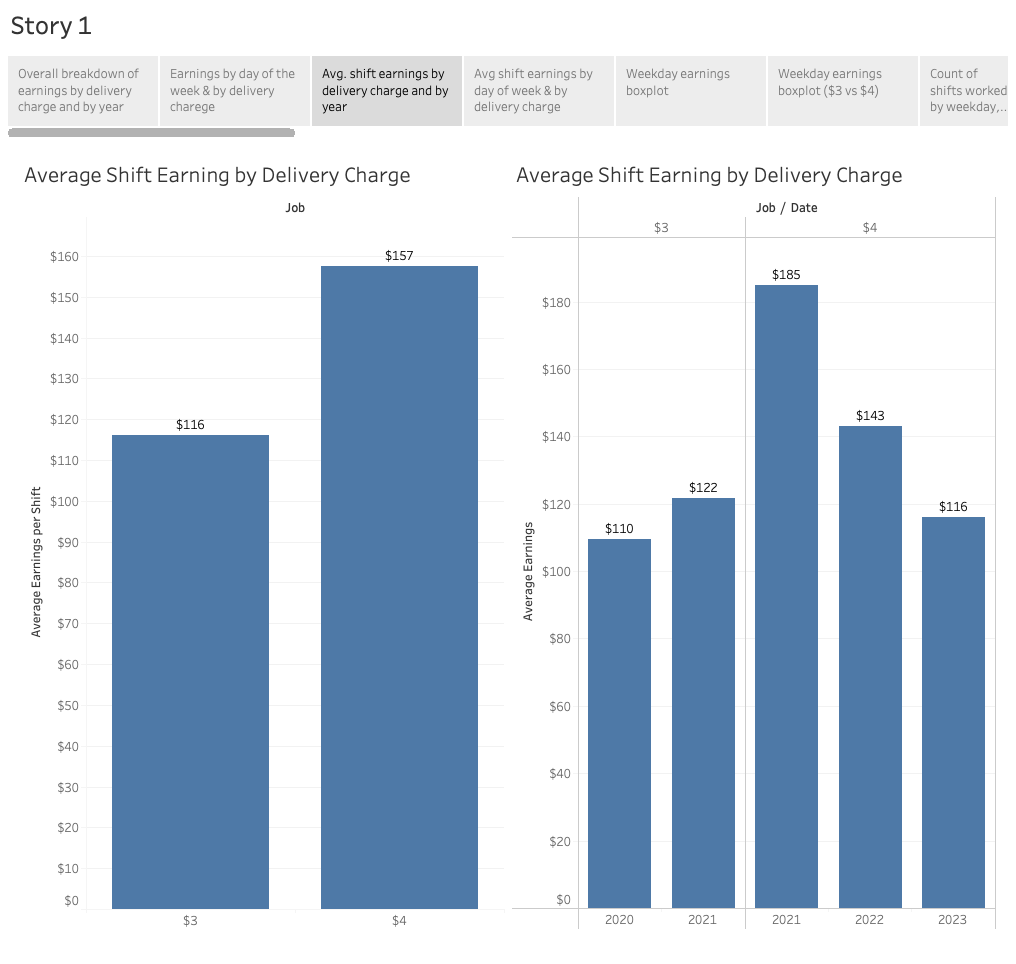 Story 1
Overall breakdown of
earnings by delivery
charge and by year
Earnings by day of the
week & by delivery
charege
Avg. shift earnings by
delivery charge and by
year
Avg shift earnings by
day of week & by
delivery charge
Weekday earnings
boxplot
Weekday earnings
boxplot ($3 vs $4)
Count of
shifts worked
by weekday,..
Average Shift Earning by Delivery Charge
Job
Average Earnings per Shift
$160
$150
$140
$130
$120
$110
$100
$90
$80
$70
$60
$50
$40
$30
$20
$10
$0
$116
$157
$3
$4
Average Shift Earning by Delivery Charge
Job / Date
$3
$4
Average Earnings
$180
$160
$140
$120
$100
$80
$60
$40
$20
$0
$110
$122
$185
$143
$116
2020
2021
2021
2022
2023